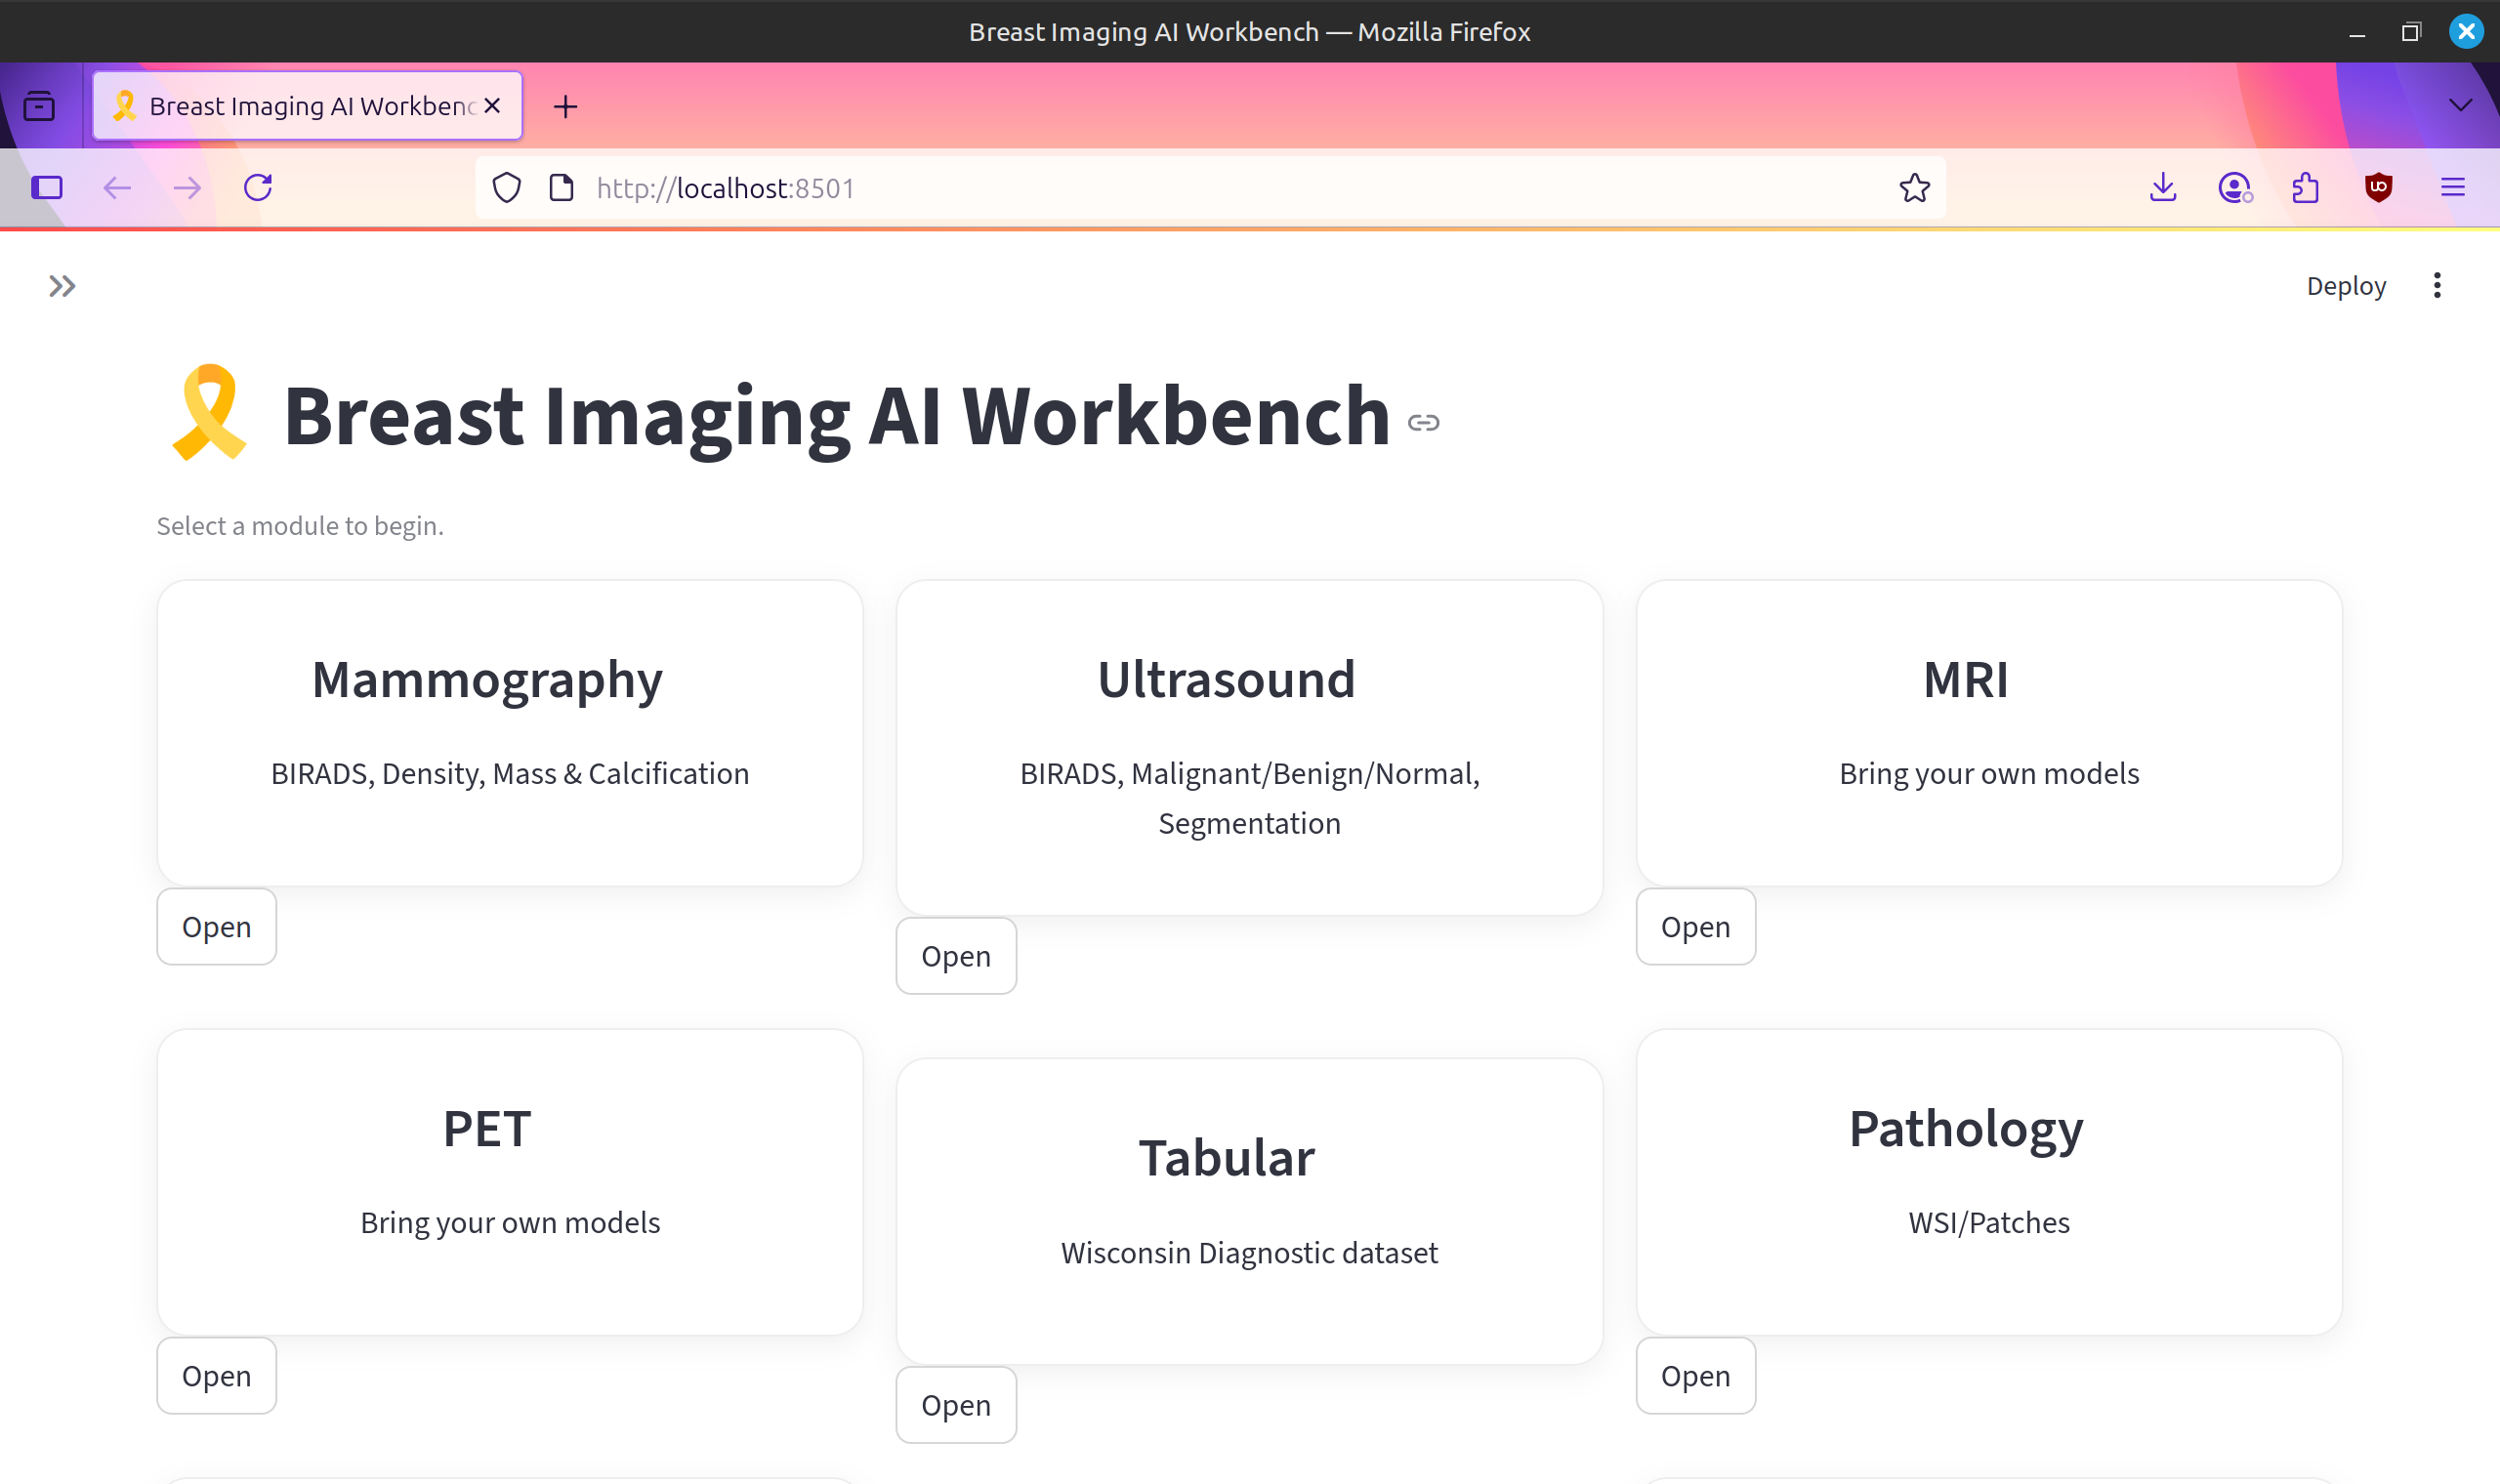 Breast Imaging AI Workbench — Mozilla Firefox
Breast Imaging AI Workbenc
http://localhost:8501
Deploy
Breast Imaging AI Workbench
Select a module to begin.
Mammography
BIRADS, Density, Mass & Calcification
Open
Ultrasound
BIRADS, Malignant/Benign/Normal,
Segmentation
Open
MRI
Bring your own models
Open
PET
Bring your own models
Open
Tabular
Wisconsin Diagnostic dataset
Open
Pathology
WSI/Patches
Open